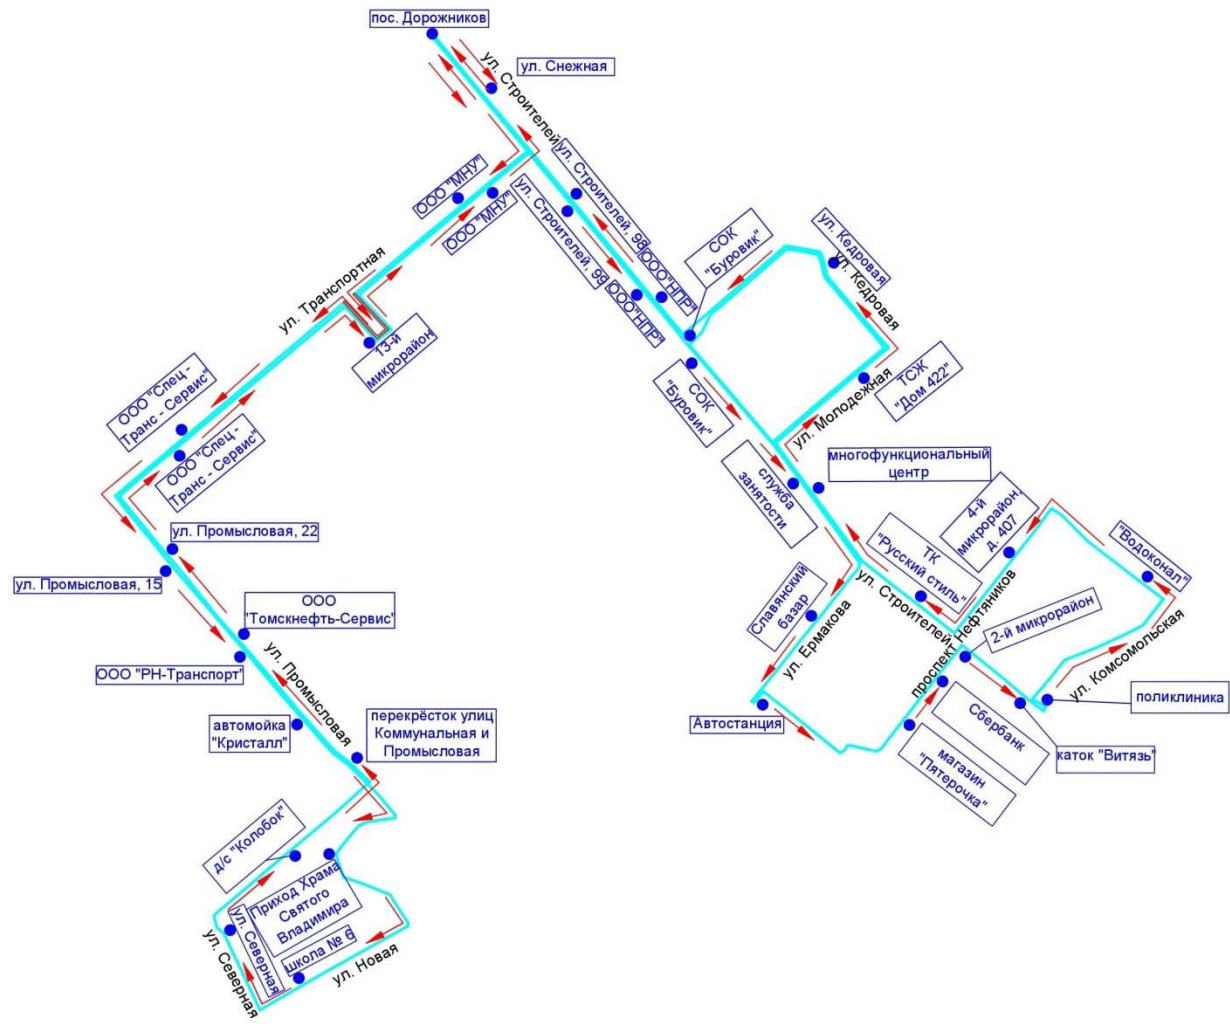 пос. Дорожников
ул. Снежная
ул. Строителей
ООО "МНУ"
ООО "МНУ"
ул. Строителей, 98
ул. Строителей, 99
ООО"НПР"
ООО"НПР"
СОК
"Буровик"
ул. Кедровая
ул. Кедровая
ул. Транспортная
13-й
микрорайон
СОК
"Буровик"
ТСЖ
"Дом 422"
ул. Молодежная
ООО "Спец -
Транс - Сервис"
ООО "Спец -
Транс - Сервис"
многофункциональный
центр
служба
занятости
4-й
микрорайон,
д. 407
"Водоконал"
ТК
"Русский стиль"
ул. Промысловая, 22
ул. Промысловая, 15
ООО
"Томскнефть-Сервис"
ООО "РН-Транспорт"
ул. Промысловая
Славянский
базар
ул. Ермакова
ул. Строителей
проспект Нефтяников
2-й микрорайон
ул. Комсомольская
поликлиника
Автостанция
Сбербанк
каток "Витязь"
магазин
"Пятерочка"
автомойка
"Кристалл"
перекрёсток улиц
Коммунальная и
Промысловая
д/с "Колобок"
Приход Храма
Святого
Владимира
ул. Северная
ул. Северная
школа № 6
ул. Новая